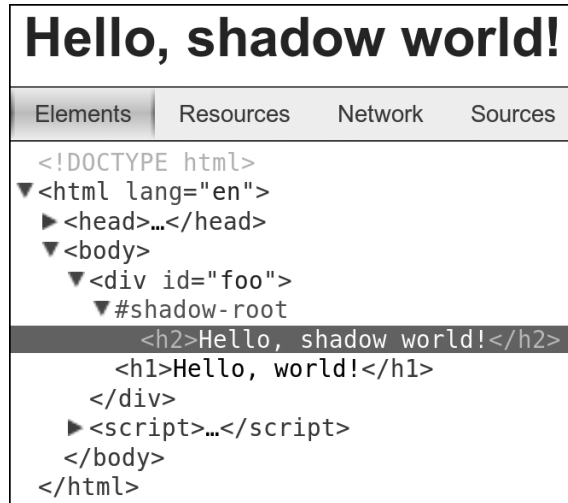 Hello, shadow world!
Elements Resources Network Sources
<!DOCTYPE html>
<html lang="en">
<head>…</head>
<body>
<div id="foo">
#shadow-root
<h2>Hello, shadow world!</h2>
<h1>Hello, world!</h1>
</div>
<script>…</script>
</body>
</html>